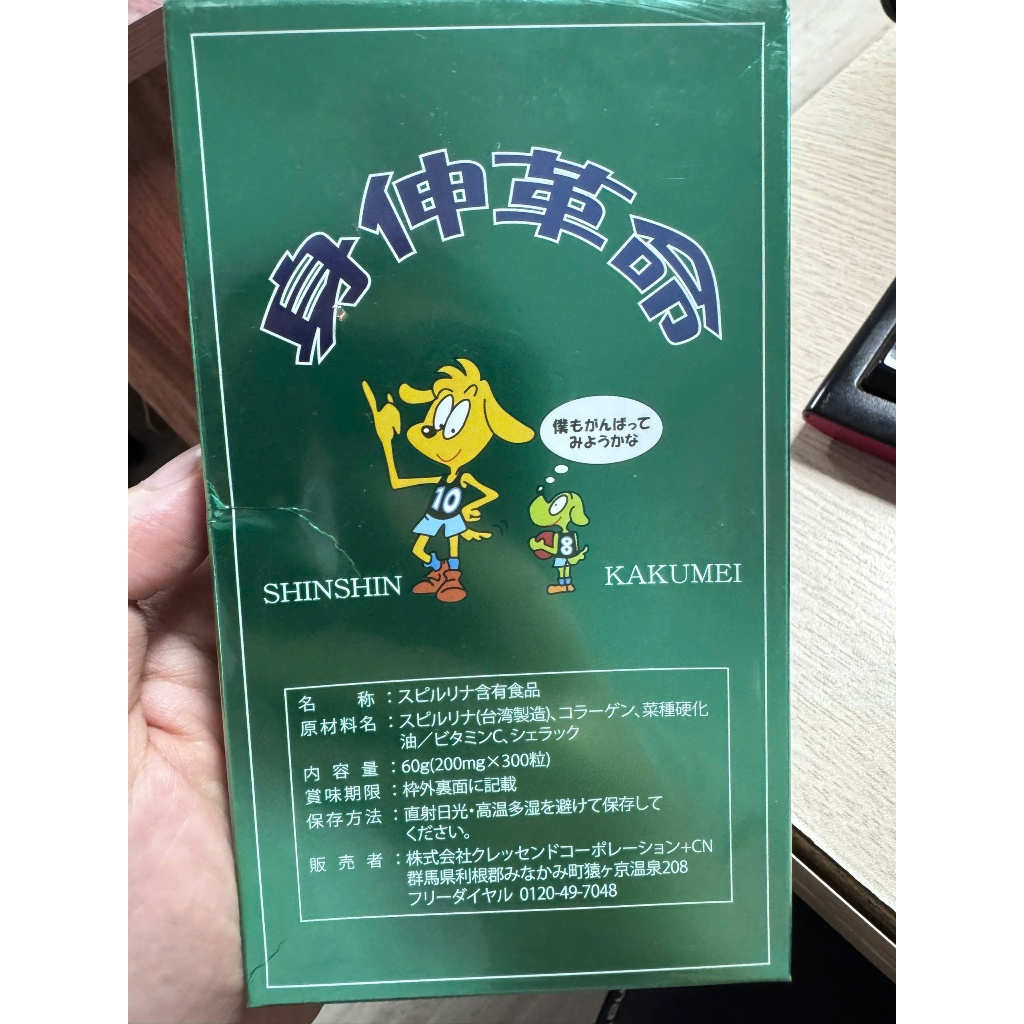 身伸革命
僕もがんばって
みようかな
10
8
SHINSHIN
KAKUMEI
名称：スピルリナ含有食品
原材料名：スピルリナ(台湾製造)、コラーゲン、菜種硬化
油／ビタミンC、シェラック
内容量：60g(200mg×300粒)
賞味期限：枠外裏面に記載
保存方法：直射日光・高温多湿を避けて保存して
ください。
販売者：株式会社クレッセンドコーポレーション+CN
群馬県利根郡みなかみ町猿ヶ京温泉208
フリーダイヤル 0120-49-7048